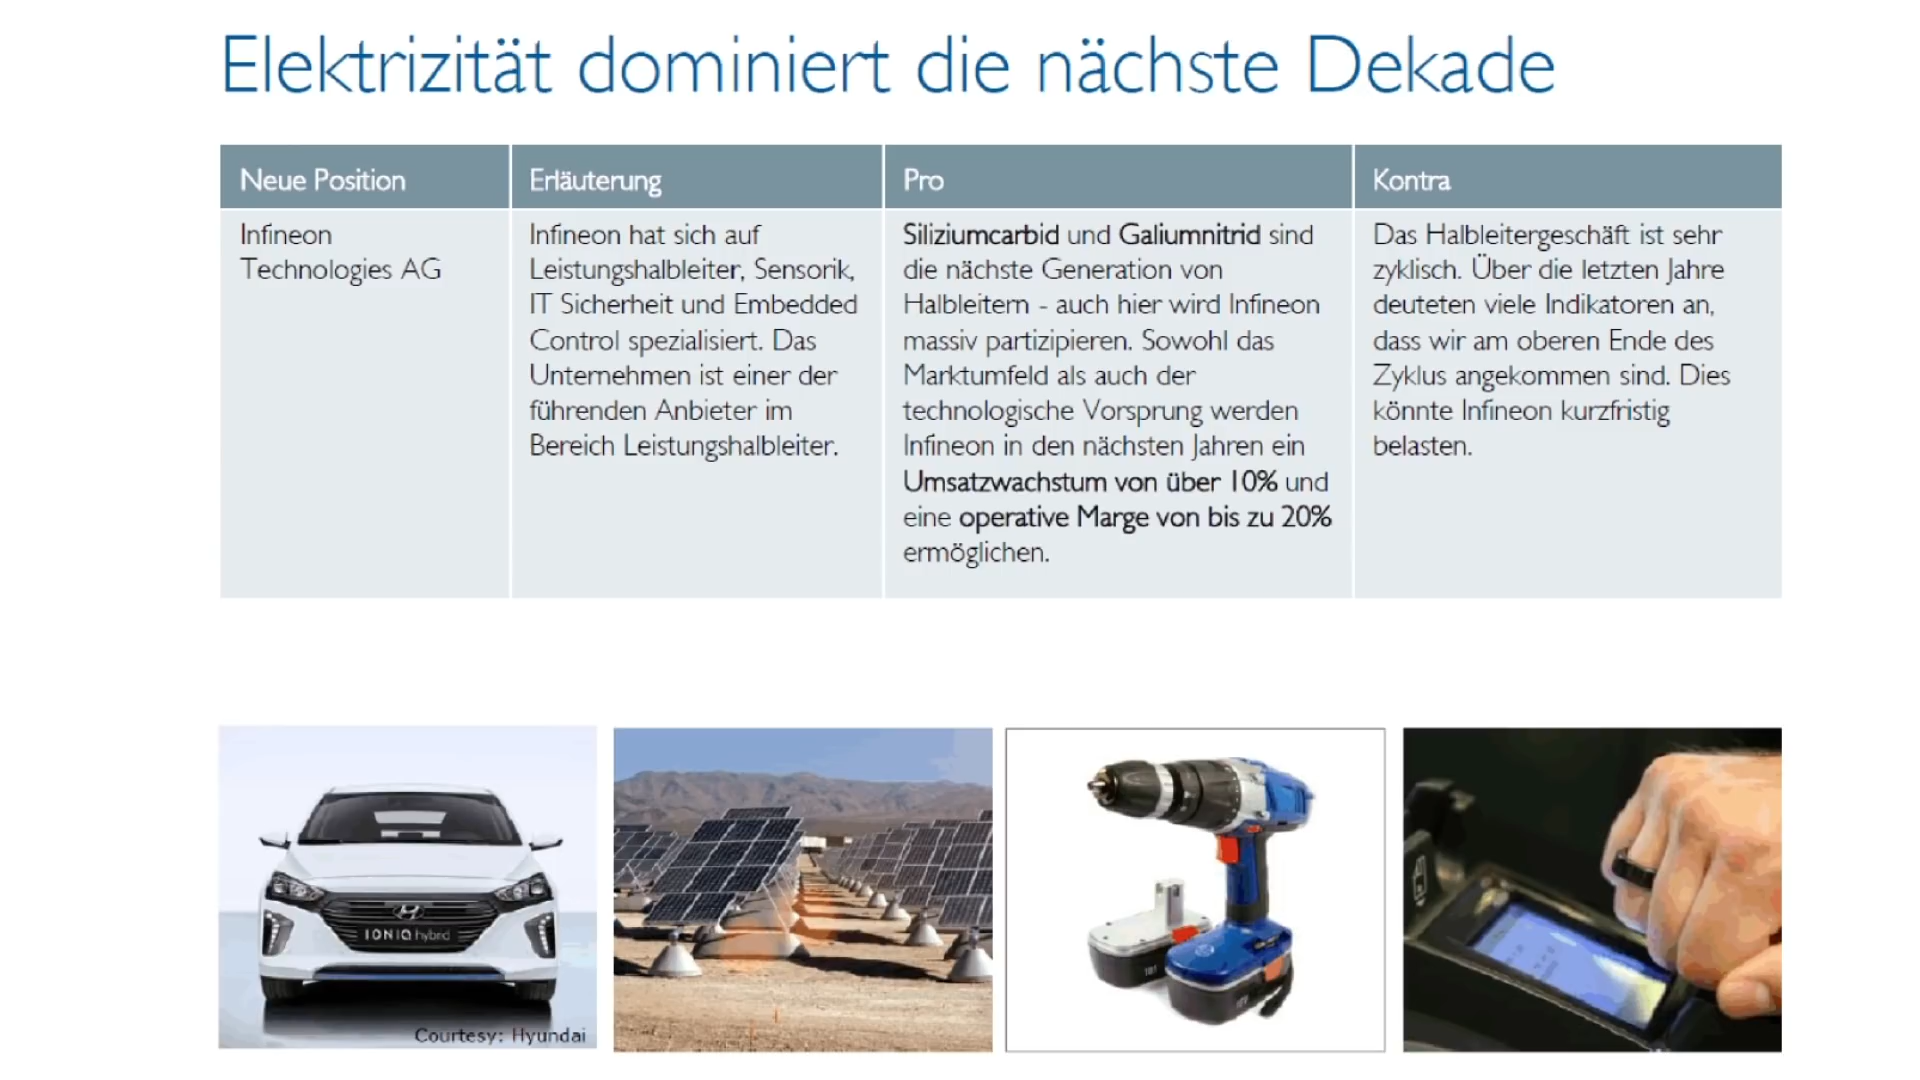 Elektrizität dominiert die nächste Dekade
Neue Position
Erläuterung
Pro
Kontra
Infineon
Technologies AG
Infineon hat sich auf
Leistungshalbleiter, Sensorik,
IT Sicherheit und Embedded
Control spezialisiert. Das
Unternehmen ist einer der
führenden Anbieter im
Bereich Leistungshalbleiter.
Siliziumcarbid und Galiumnitrid sind
die nächste Generation von
Halbleitern - auch hier wird Infineon
massiv partizipieren. Sowohl das
Marktumfeld als auch der
technologische Vorsprung werden
Infineon in den nächsten Jahren ein
Umsatzwachstum von über 10% und
eine operative Marge von bis zu 20%
ermöglichen.
Das Halbleitergeschäft ist sehr
zyklisch. Über die letzten Jahre
deuteten viele Indikatoren an,
dass wir am oberen Ende des
Zyklus angekommen sind. Dies
könnte Infineon kurzfristig
belasten.
IONIQ hybrid
Courtesy: Hyundai